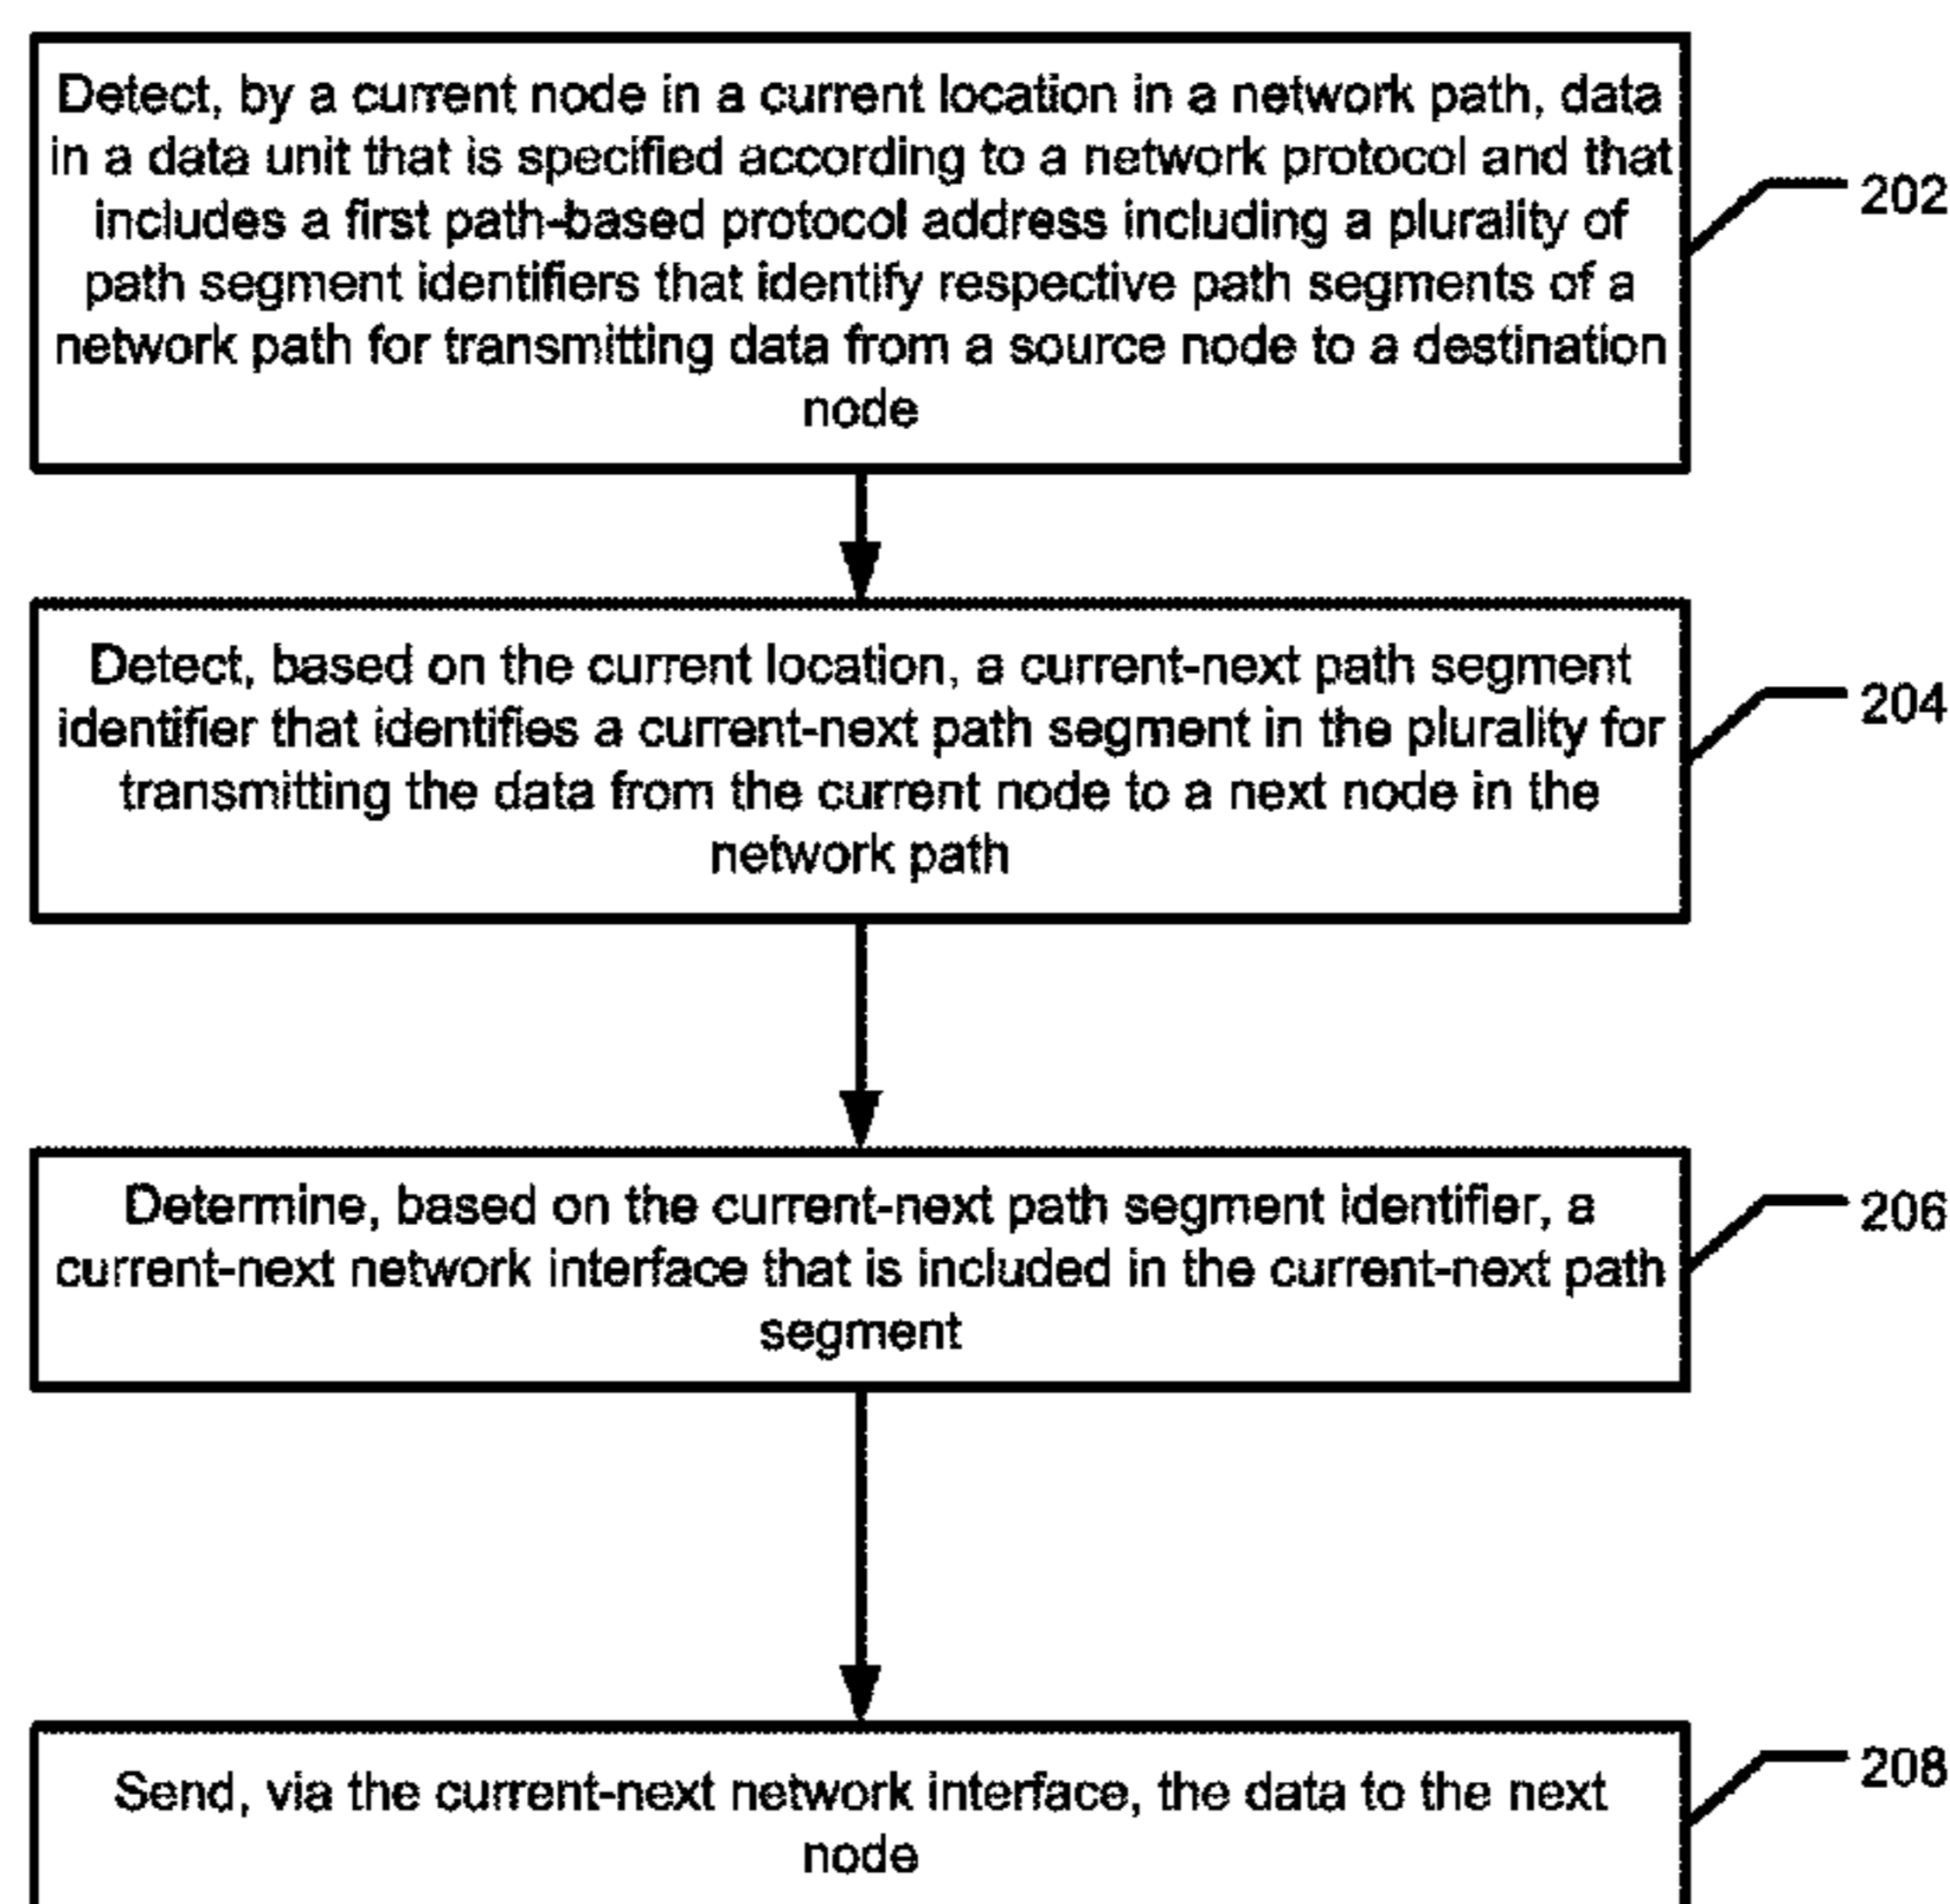 Detect, by a current node in a current location in a network path, data
in a data unit that is specified according to a network protocol and that
includes a first path-based protocol address including a plurality of
path segment identifiers that identify respective path segments of a
network path for transmitting data from a source node to a destination
node
202
Detect, based on the current location, a current-next path segment
identifier that identifies a current-next path segment in the plurality for
transmitting the data from the current node to a next node in the
network path
204
Determine, based on the current-next path segment identifier, a
current-next network interface that is included in the current-next path
segment
206
Send, via the current-next network interface, the data to the next
node
208